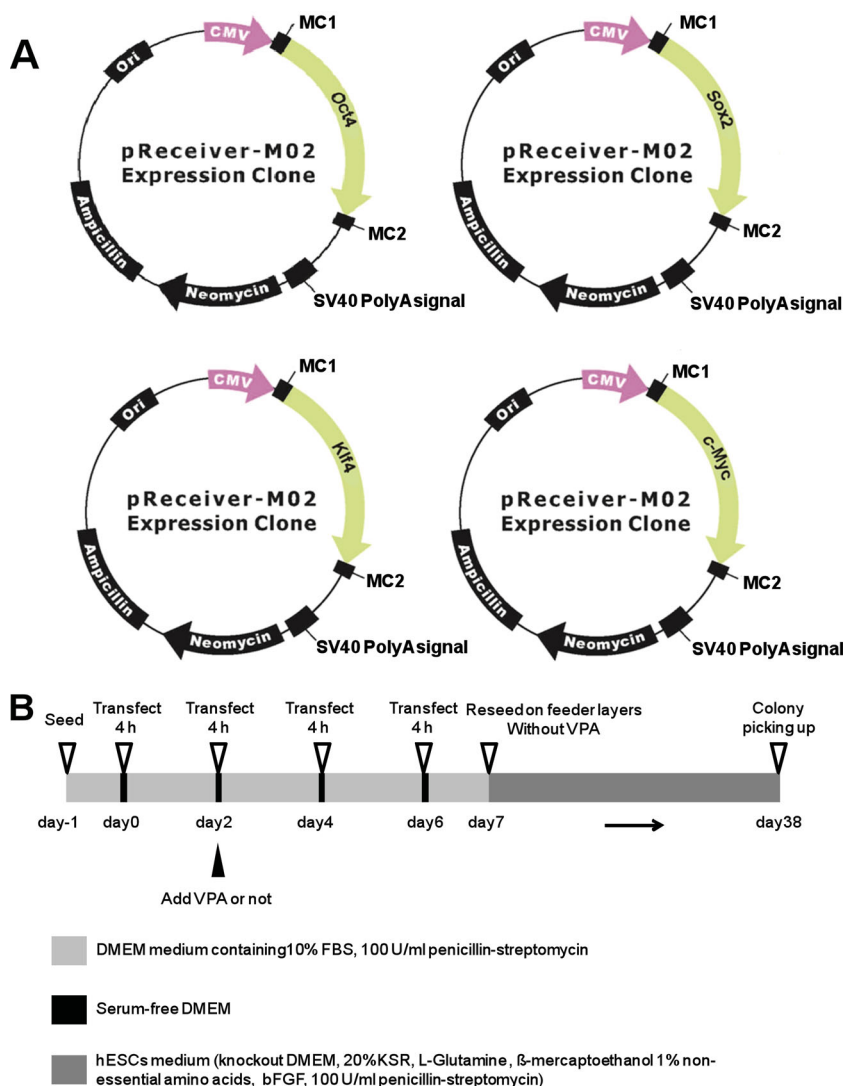 A
CMV
MC1
Ori
Oct4
pReceiver-M02
Expression Clone
Ampicillin
MC2
Neomycin
SV40 PolyAsignal
CMV
MC1
Ori
Sox2
pReceiver-M02
Expression Clone
Ampicillin
MC2
Neomycin
SV40 PolyAsignal
CMV
MC1
Ori
Klf4
pReceiver-M02
Expression Clone
Ampicillin
MC2
Neomycin
SV40 PolyAsignal
CMV
MC1
Ori
c-Myc
pReceiver-M02
Expression Clone
Ampicillin
MC2
Neomycin
SV40 PolyAsignal
B
Seed
Transfect
4 h
Transfect
4 h
Transfect
4 h
Transfect
4 h
Reseed on feeder layers
Without VPA
Colony
picking up
day-1
day0
day2
day4
day6
day7
day38
Add VPA or not
DMEM medium containing10% FBS, 100 U/ml penicillin-streptomycin
Serum-free DMEM
hESCs medium (knockout DMEM, 20%KSR, L-Glutamine, ß-mercaptoethanol 1% non-
essential amino acids, bFGF, 100 U/ml penicillin-streptomycin)